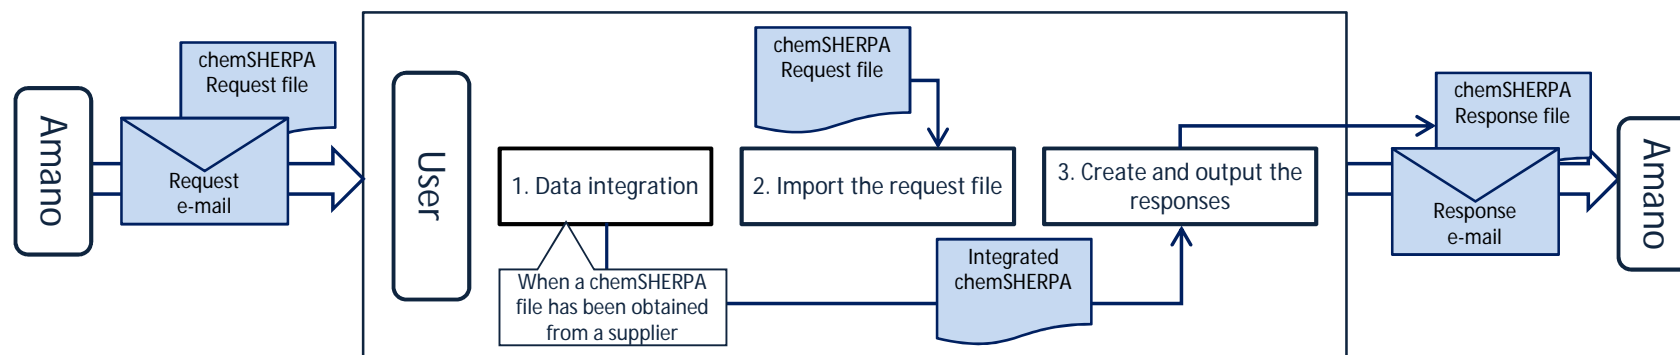 Amano
chemSHERPA
Request file
Request
e-mail
User
1. Data integration
When a chemSHERPA
file has been obtained
from a supplier
chemSHERPA
Request file
2. Import the request file
Integrated
chemSHERPA
3. Create and output the
responses
chemSHERPA
Response file
Response
e-mail
Amano